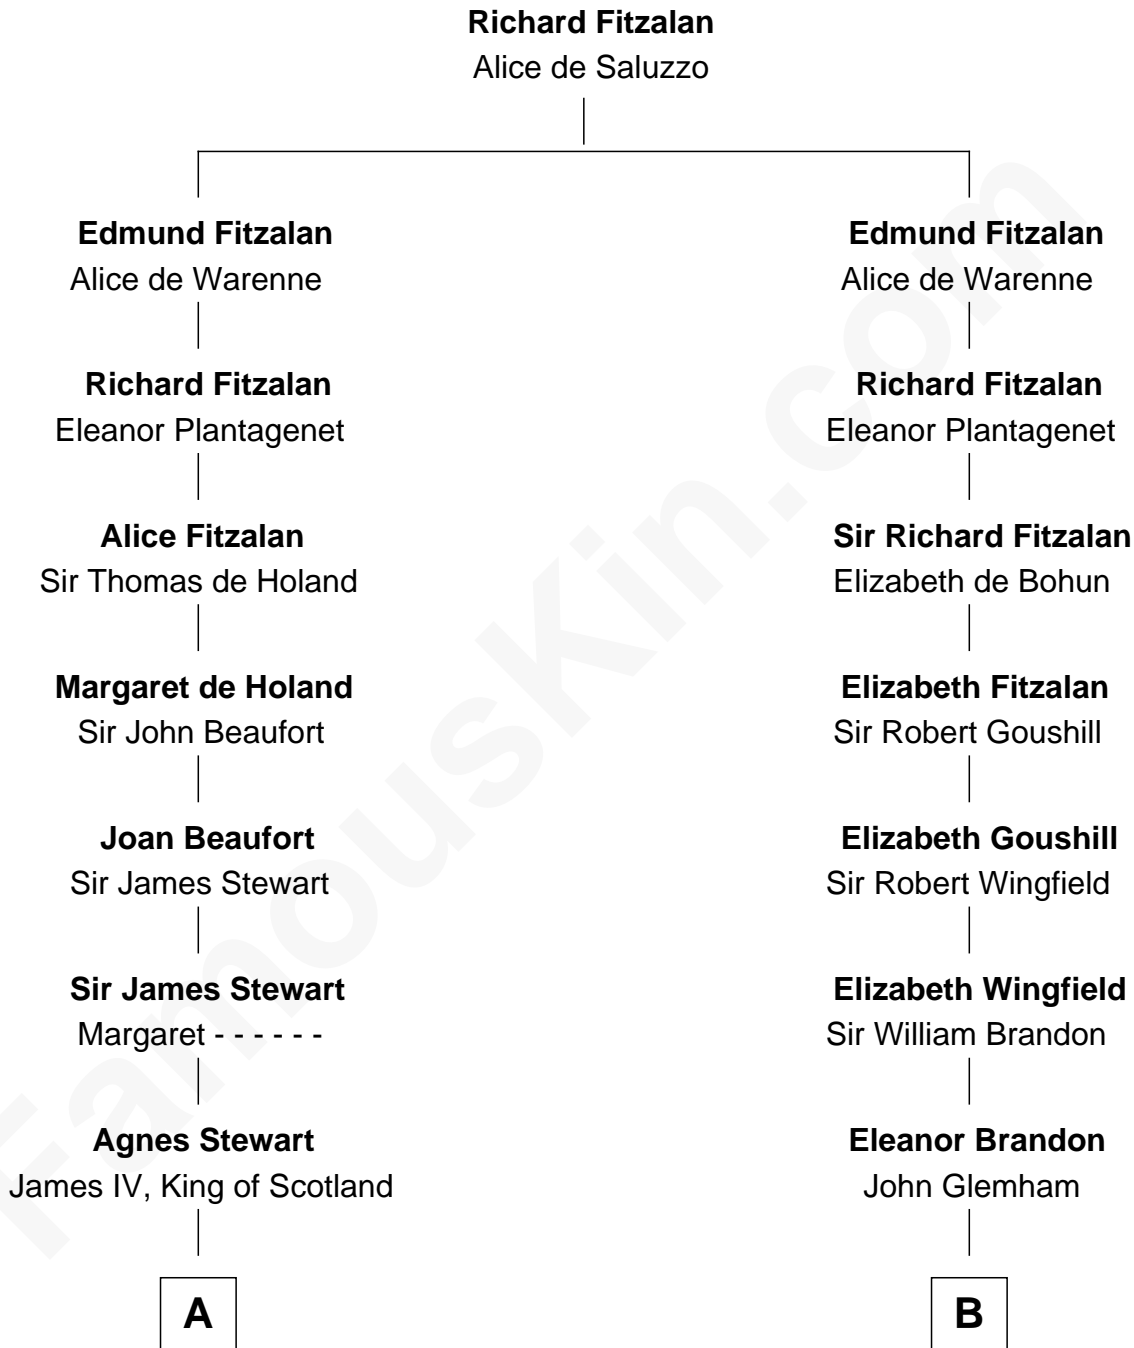 Richard Fitzalan
Alice de Saluzzo
Edmund Fitzalan
Alice de Warenne
Richard Fitzalan
Eleanor Plantagenet
Alice Fitzalan
Sir Thomas de Holand
Margaret de Holand
Sir John Beaufort
Joan Beaufort
Sir James Stewart
Sir James Stewart
Margaret - - - - - -
Agnes Stewart
James IV, King of Scotland
A
Edmund Fitzalan
Alice de Warenne
Richard Fitzalan
Eleanor Plantagenet
Sir Richard Fitzalan
Elizabeth de Bohun
Elizabeth Fitzalan
Sir Robert Goushill
Elizabeth Goushill
Sir Robert Wingfield
Elizabeth Wingfield
Sir William Brandon
Eleanor Brandon
John Glemham
B
FamousKin.com